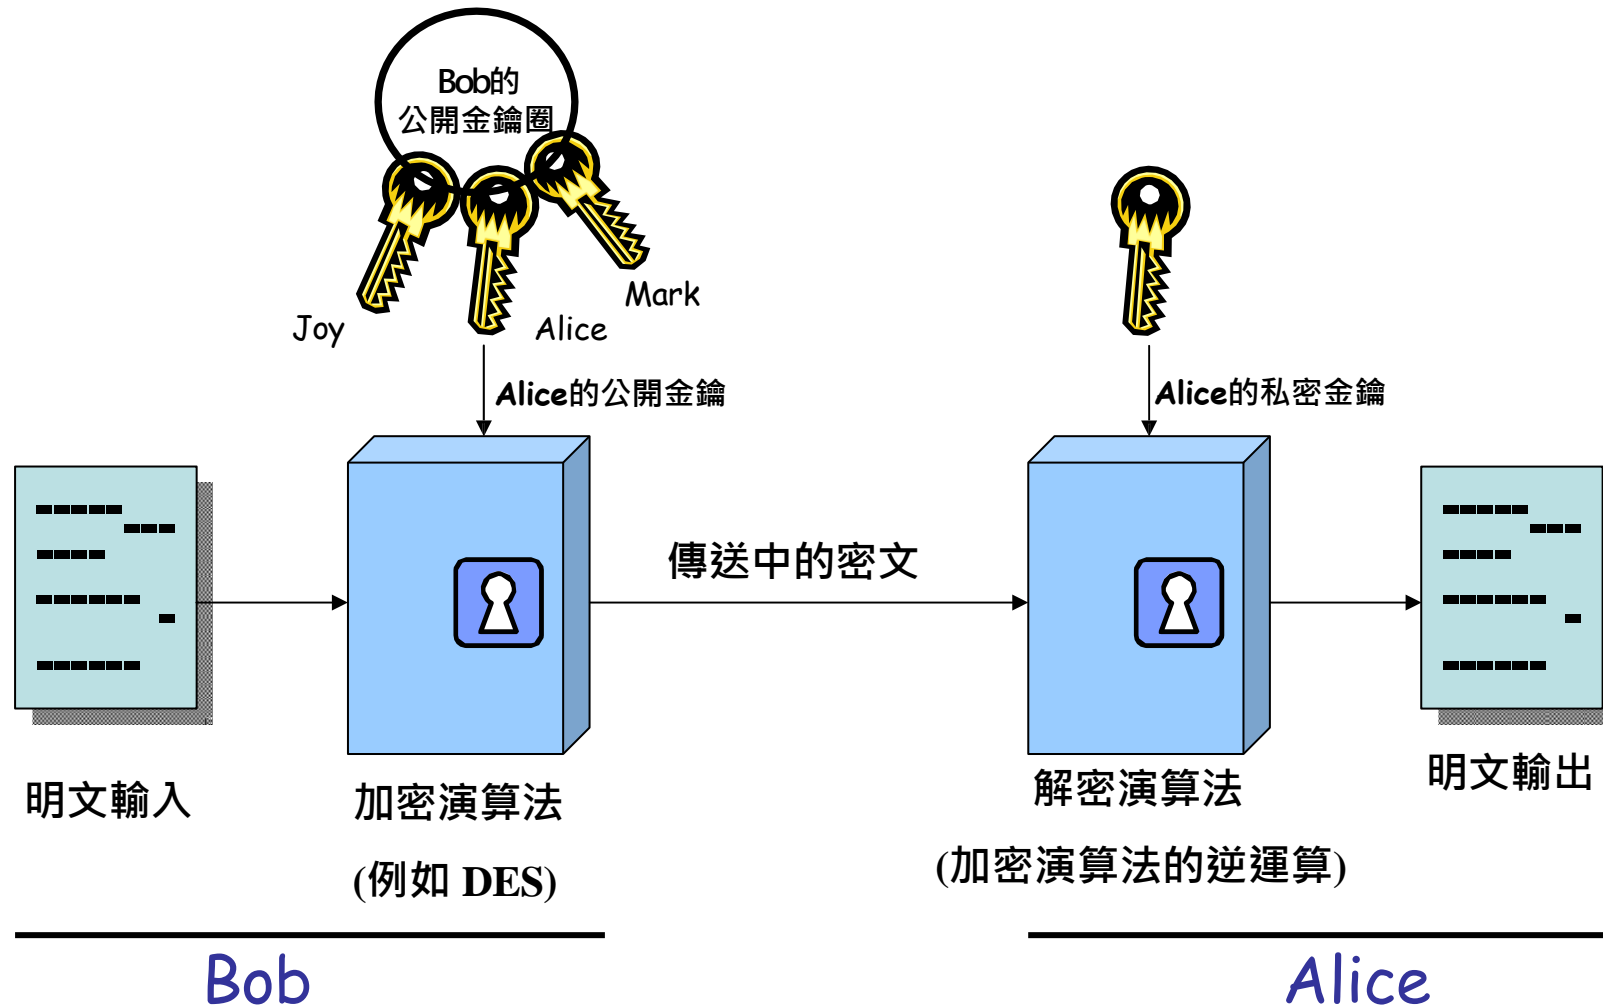 Bob的
公開金鑰圈
Joy
Alice
Mark
Alice的公開金鑰
Alice的私密金鑰
傳送中的密文
明文輸入
加密演算法
(例如 DES)
解密演算法
(加密演算法的逆運算)
明文輸出
Bob
Alice